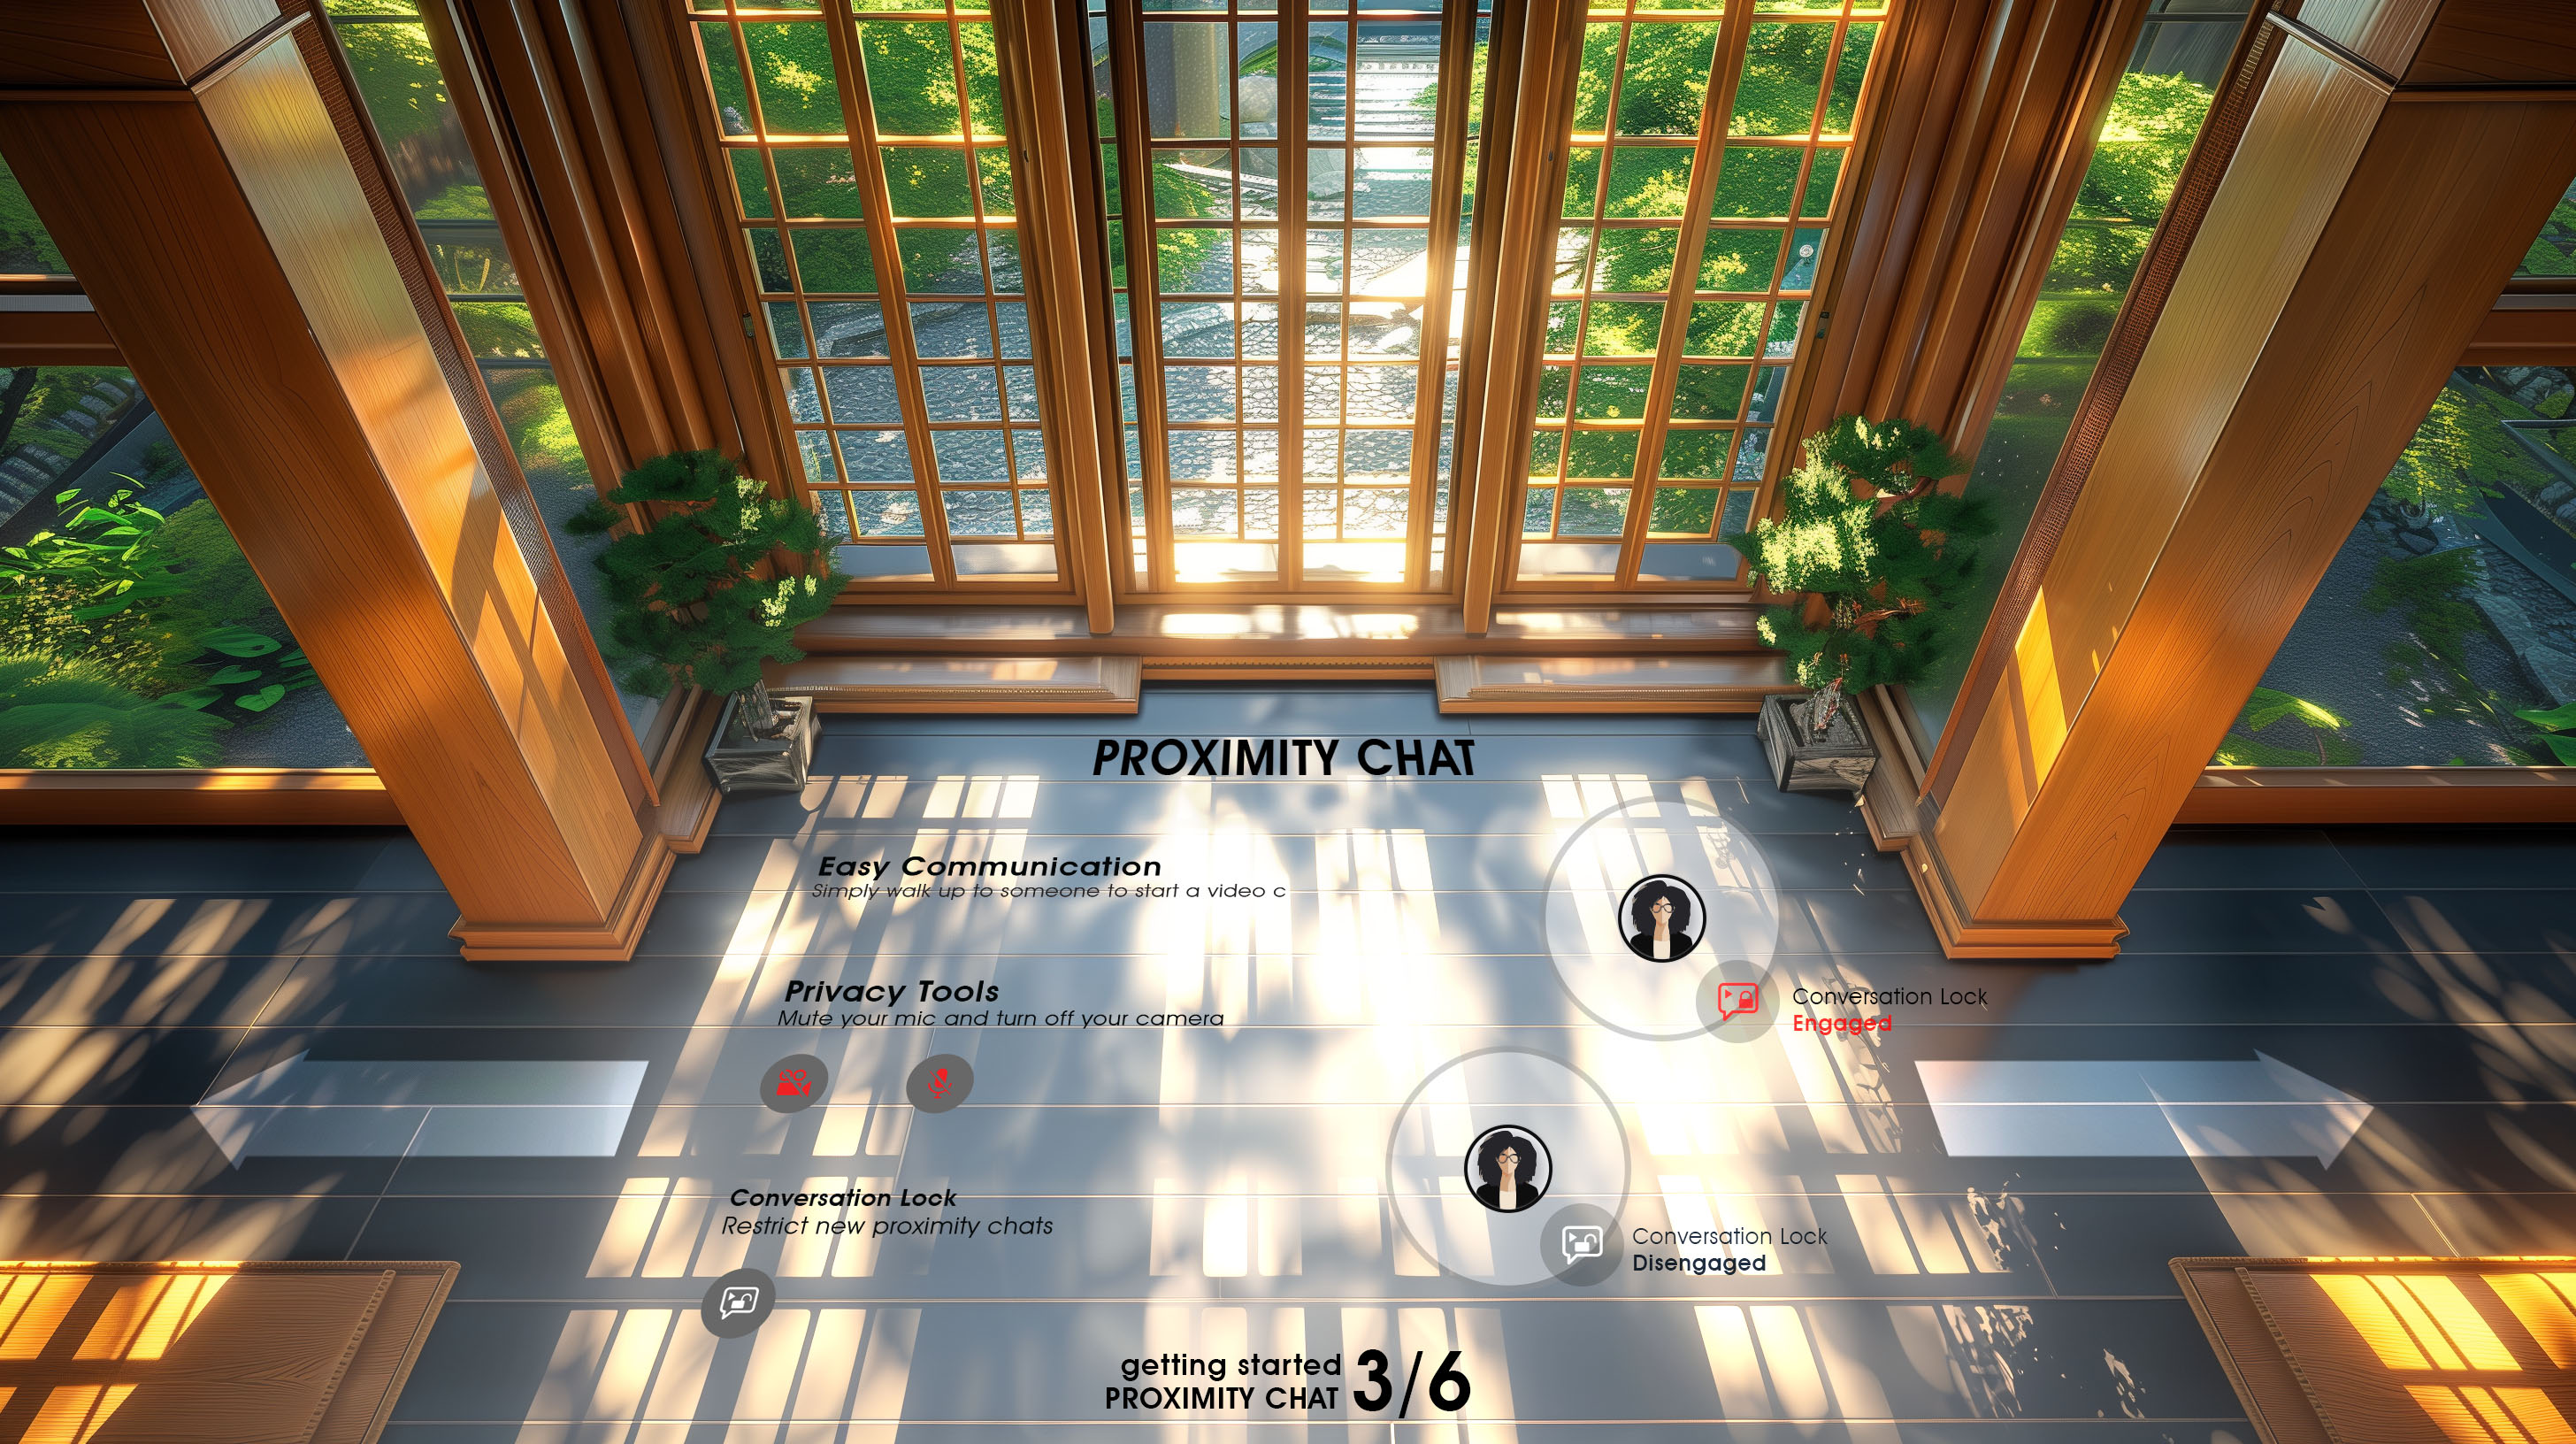 PROXIMITY CHAT
Easy Communication
Simply walk up to someone to start a video c
Privacy Tools
Mute your mic and turn off your camera
Conversation Lock
Restrict new proximity chats
Conversation Lock
Engaged
Conversation Lock
Disengaged
getting started
PROXIMITY CHAT 3/6